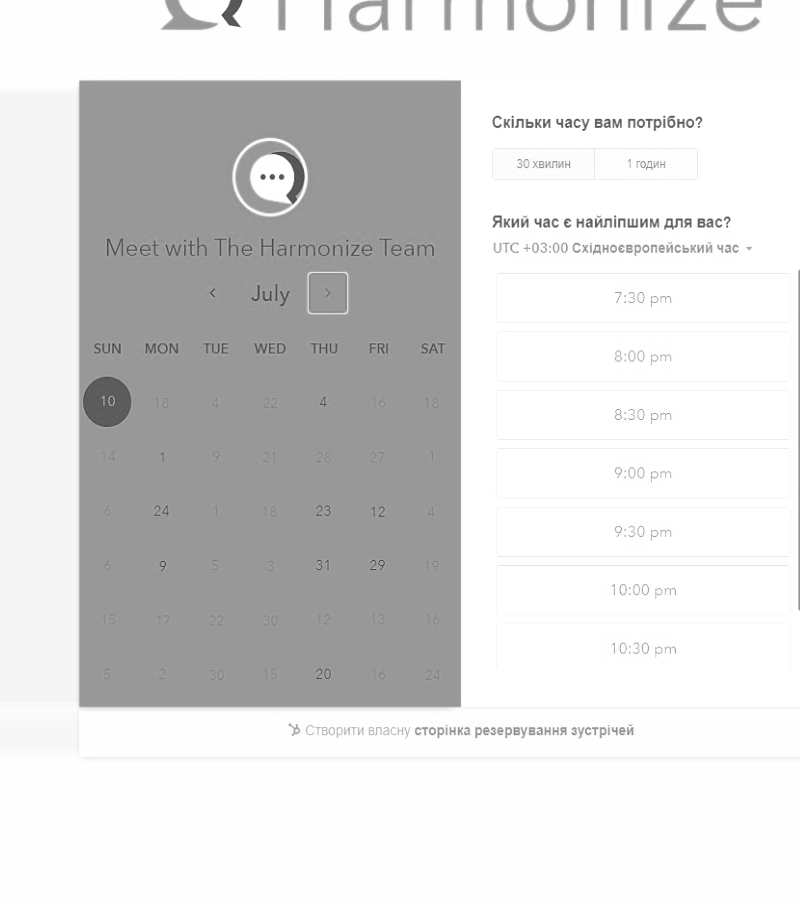 Harmonize
Meet with The Harmonize Team
July
SUN MON TUE WED THU FRI SAT
10 18 4 22 4 16 18
14 1 9 21 28 27 1
6 24 1 18 23 12 4
6 9 5 3 31 29 19
15 17 22 30 12 13 16
5 2 30 15 20 16 24
Скільки часу вам потрібно?
30 хвилин 1 годин
Який час є найліпшим для вас?
UTC +03:00 Східноєвропейський час
7:30 pm
8:00 pm
8:30 pm
9:00 pm
9:30 pm
10:00 pm
10:30 pm
Створити власну сторінка резервування зустрічей